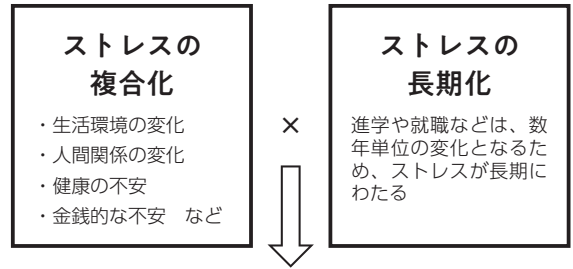 ストレスの
複合化
・生活環境の変化
・人間関係の変化
・健康の不安
・金銭的な不安　など
×
ストレスの
長期化
進学や就職などは、数
年単位の変化となるた
め、ストレスが長期に
わたる